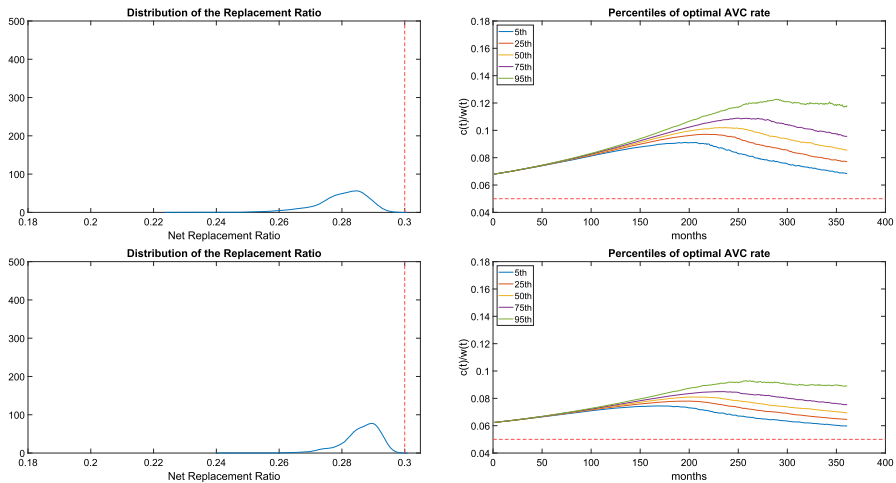 Distribution of the Replacement Ratio
500
400
300
200
100
0
0.18 0.2 0.22 0.24 0.26 0.28 0.3
Net Replacement Ratio
Percentiles of optimal AVC rate
0.18
0.16
0.14
0.12
0.1
0.08
0.06
0.04
c(t)/w(t)
5th
25th
50th
75th
95th
0 50 100 150 200 250 300 350 400
months
Distribution of the Replacement Ratio
500
400
300
200
100
0
0.18 0.2 0.22 0.24 0.26 0.28 0.3
Net Replacement Ratio
Percentiles of optimal AVC rate
0.18
0.16
0.14
0.12
0.1
0.08
0.06
0.04
c(t)/w(t)
5th
25th
50th
75th
95th
0 50 100 150 200 250 300 350 400
months